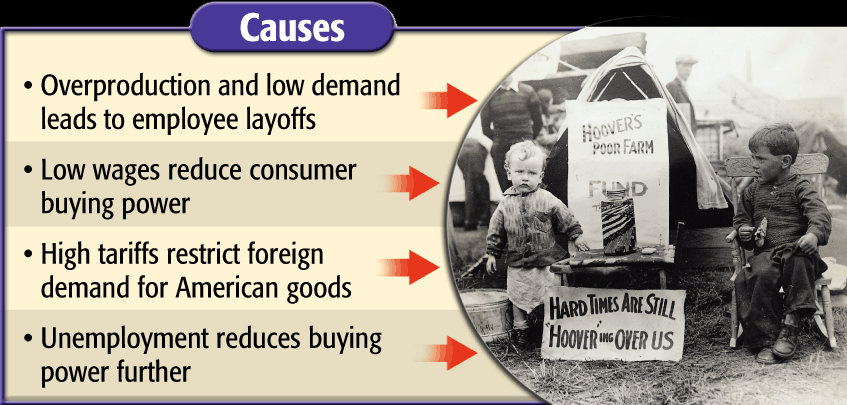 Causes
• Overproduction and low demand
leads to employee layoffs
• Low wages reduce consumer
buying power
• High tariffs restrict foreign
demand for American goods
• Unemployment reduces buying
power further
HOOVER'S
POOR FARM
FUND
HARD TIMES ARE STILL
"HOOVER"ING OVER US